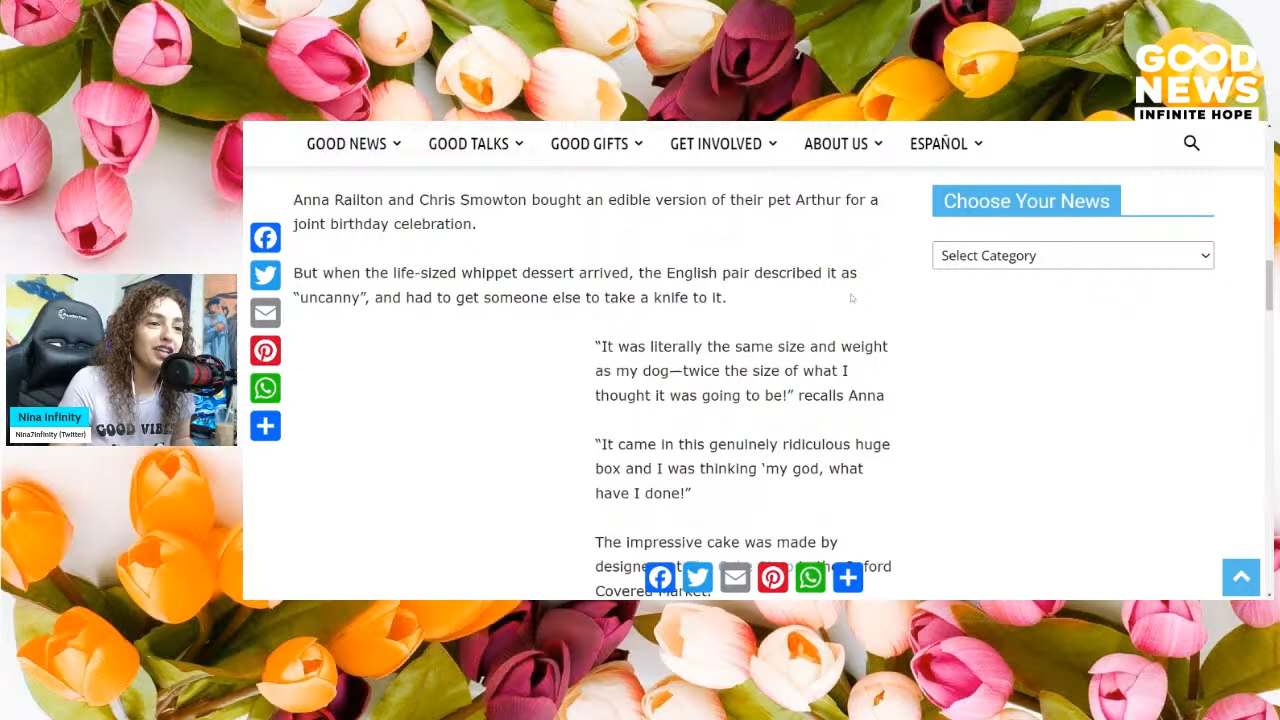 GOOD
NEWS
INFINITE HOPE
GOOD NEWS
GOOD TALKS
GOOD GIFTS
GET INVOLVED
ABOUT US
ESPAÑOL
Anna Railton and Chris Smowton bought an edible version of their pet Arthur for a
joint birthday celebration.
But when the life-sized whippet dessert arrived, the English pair described it as
“uncanny”, and had to get someone else to take a knife to it.
“It was literally the same size and weight
as my dog—twice the size of what I
thought it was going to be!” recalls Anna
“It came in this genuinely ridiculous huge
box and I was thinking ‘my god, what
have I done!”
The impressive cake was made by
Covered Market.
Choose Your News
Select Category
GOOD VIBES
Nina Infinity
Nina7Infinity (Twitter)